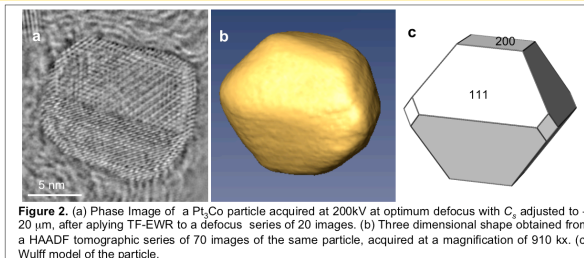 a
b
c
200
111
5 nm
Figure 2. (a) Phase Image of a Pt₃Co particle acquired at 200kV at optimum defocus with Cₛ adjusted to -
20 μm, after aplying TF-EWR to a defocus series of 20 images. (b) Three dimensional shape obtained from
a HAADF tomographic series of 70 images of the same particle, acquired at a magnification of 910 kx. (c)
Wulff model of the particle.